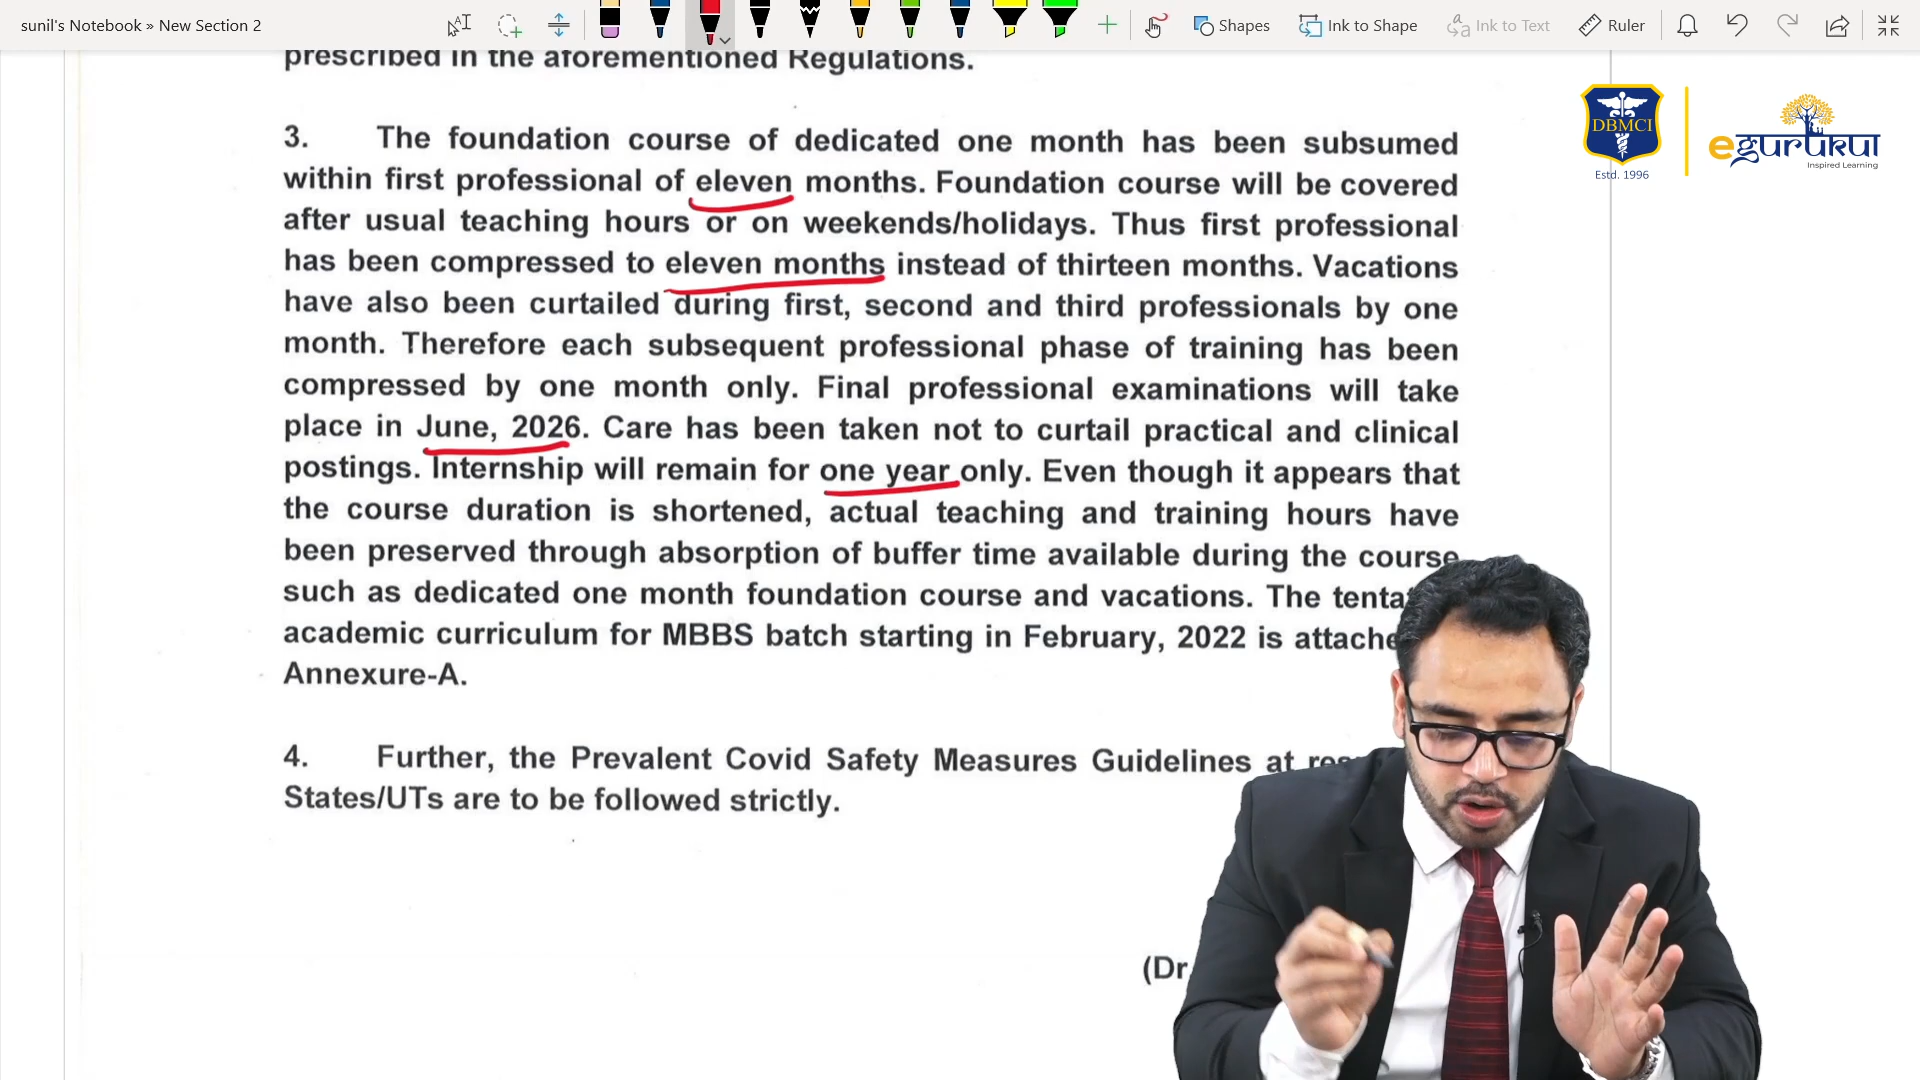 sunil's Notebook » New Section 2
Shapes
Ink to Shape
Ink to Text
Ruler
prescribed in the aforementioned Regulations.
DBMCI
Estd. 1996
egurukul
Inspired Learning
3. The foundation course of dedicated one month has been subsumed
within first professional of eleven months. Foundation course will be covered
after usual teaching hours or on weekends/holidays. Thus first professional
has been compressed to eleven months instead of thirteen months. Vacations
have also been curtailed during first, second and third professionals by one
month. Therefore each subsequent professional phase of training has been
compressed by one month only. Final professional examinations will take
place in June, 2026. Care has been taken not to curtail practical and clinical
postings. Internship will remain for one year only. Even though it appears that
the course duration is shortened, actual teaching and training hours have
been preserved through absorption of buffer time available during the course
such as dedicated one month foundation course and vacations. The
academic curriculum for MBBS batch starting in February, 2022 is
Annexure-A.
4. Further, the Prevalent Covid Safety Measures Guidelines at
States/UTs are to be followed strictly.
(Dr